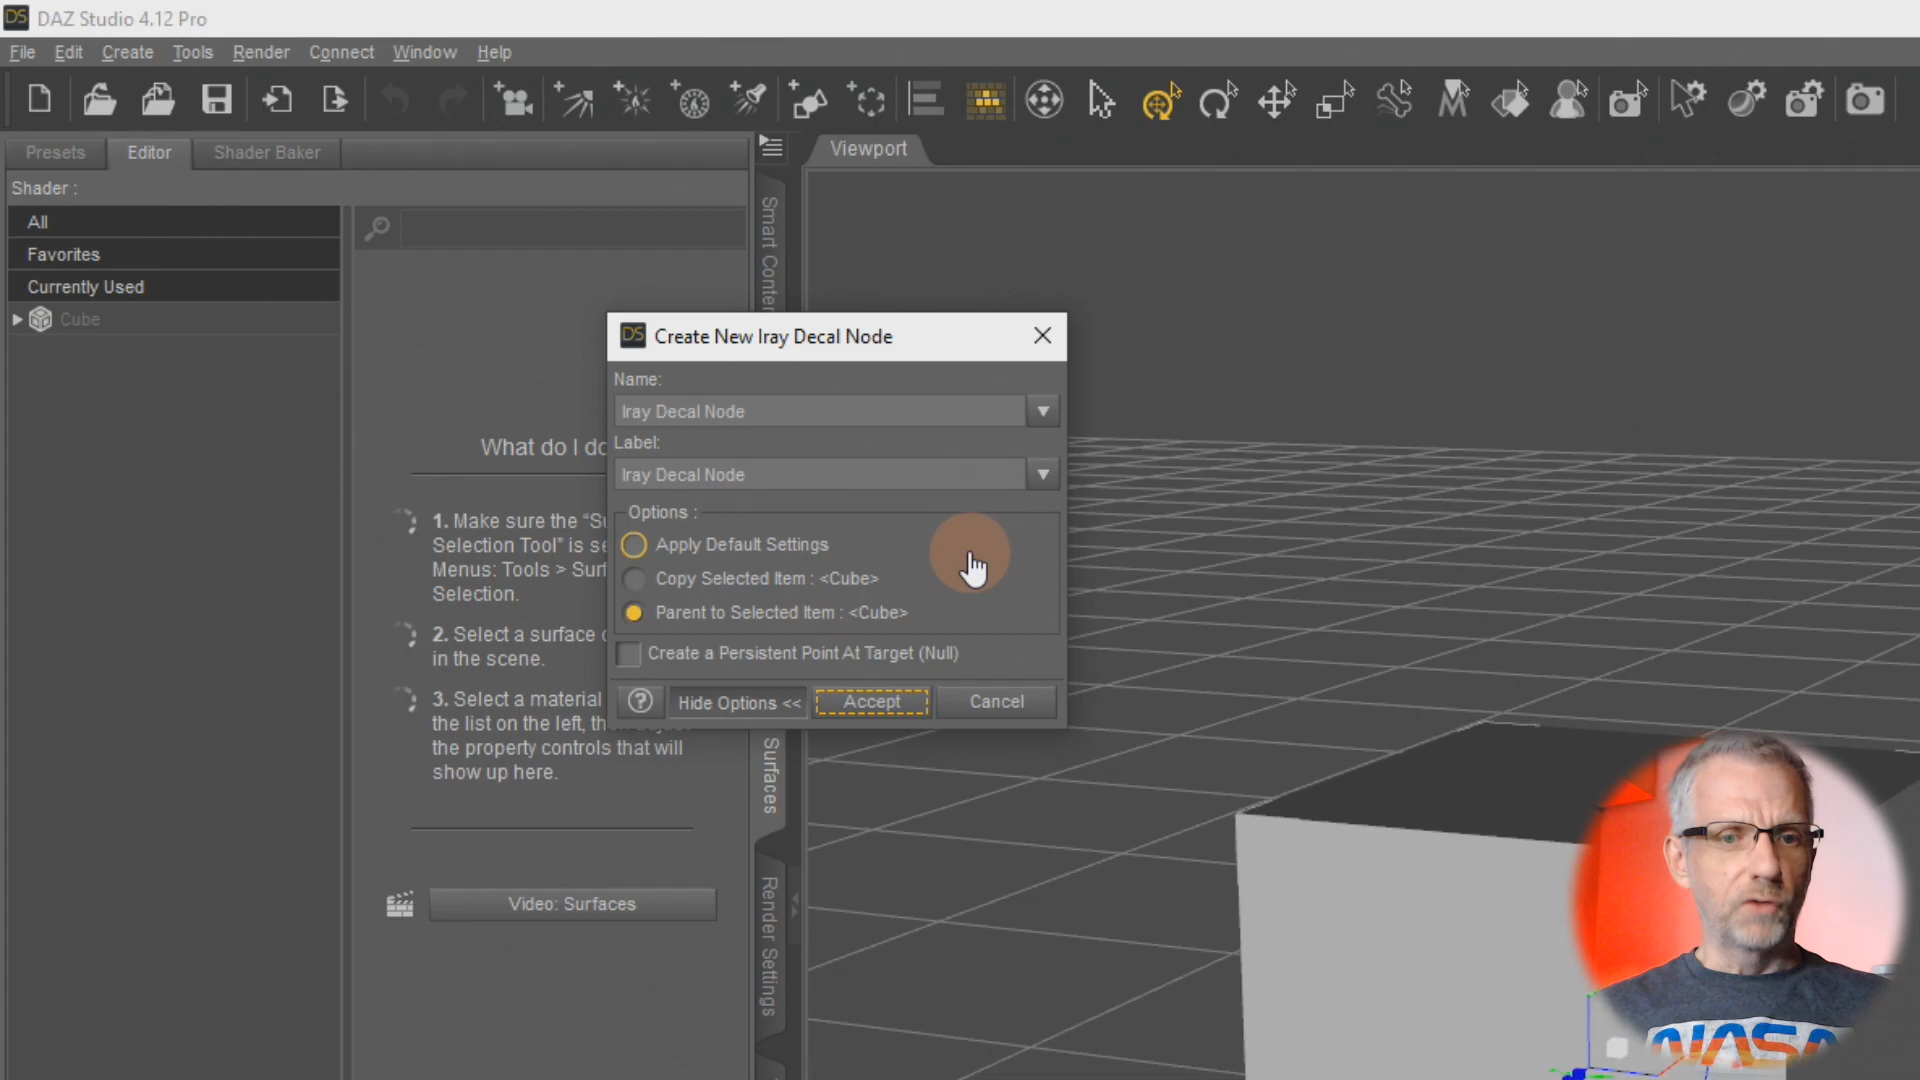 DS DAZ Studio 4.12 Pro
File Edit Create Tools Render Connect Window Help
Presets Editor Shader Baker
Viewport
Shader :
All
Favorites
Currently Used
Cube
Smart Conten
What do I do
1. Make sure the “Su
Selection Tool” is se
Menus: Tools > Surf
Selection.
2. Select a surface o
in the scene.
3. Select a material
the list on the left, then adjust
the property controls that will
show up here.
Video: Surfaces
Surfaces
Render Settings
DS Create New Iray Decal Node
Name:
Iray Decal Node
Label:
Iray Decal Node
Options :
Apply Default Settings
Copy Selected Item : <Cube>
Parent to Selected Item : <Cube>
Create a Persistent Point At Target (Null)
? Hide Options << Accept Cancel
NASA